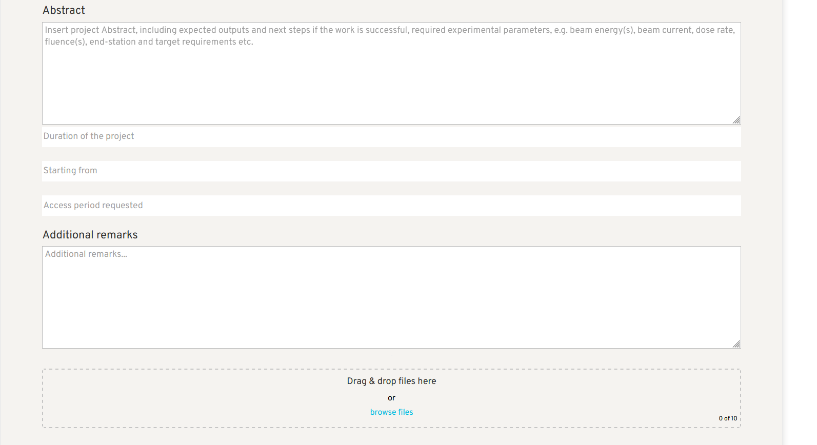 Abstract
Insert project Abstract, including expected outputs and next steps if the work is successful, required experimental parameters, e.g. beam energy(s), beam current, dose rate,
fluence(s), end-station and target requirements etc.
Duration of the project
Starting from
Access period requested
Additional remarks
Additional remarks...
Drag & drop files here
or
browse files
0 of 10